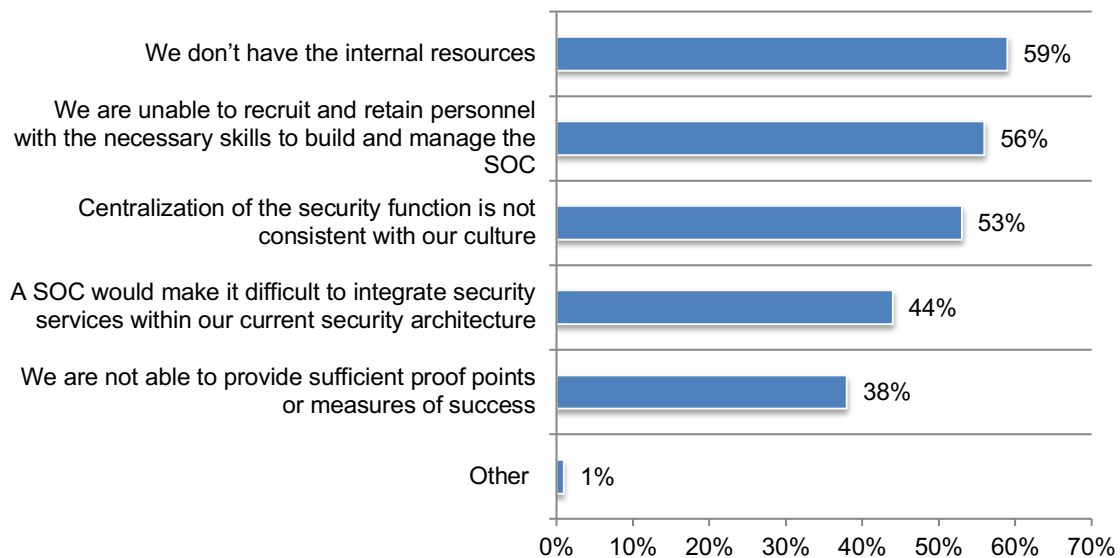 We don’t have the internal resources
59%
We are unable to recruit and retain personnel
with the necessary skills to build and manage the
SOC
56%
Centralization of the security function is not
consistent with our culture
53%
A SOC would make it difficult to integrate security
services within our current security architecture
44%
We are not able to provide sufficient proof points
or measures of success
38%
Other
1%
0% 10% 20% 30% 40% 50% 60% 70%